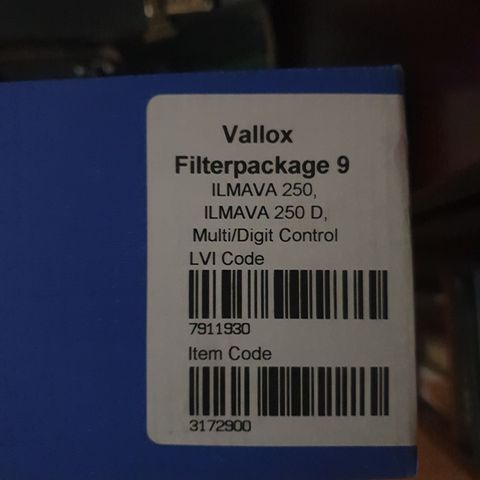 Vallox
Filterpackage 9
ILMAVA 250,
ILMAVA 250 D,
Multi/Digit Control
LVI Code
7911930
Item Code
3172900